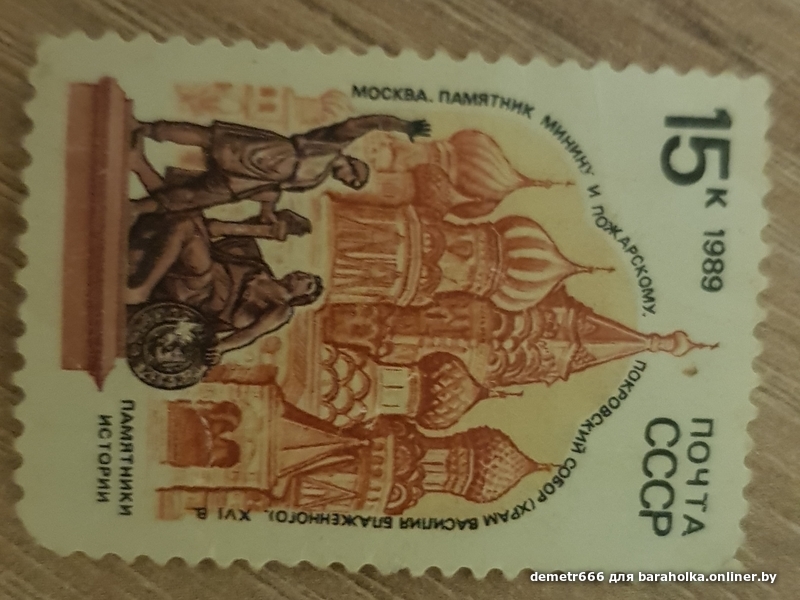 15 К 1989
ПОЧТА
СССР
МОСКВА. ПАМЯТНИК МИНИНУ И ПОЖАРСКОМУ. ПОКРОВСКИЙ СОБОР (ХРАМ ВАСИЛИЯ БЛАЖЕННОГО). XVI В.
ПАМЯТНИКИ
ИСТОРИИ
demetr666 для baraholka.onliner.by